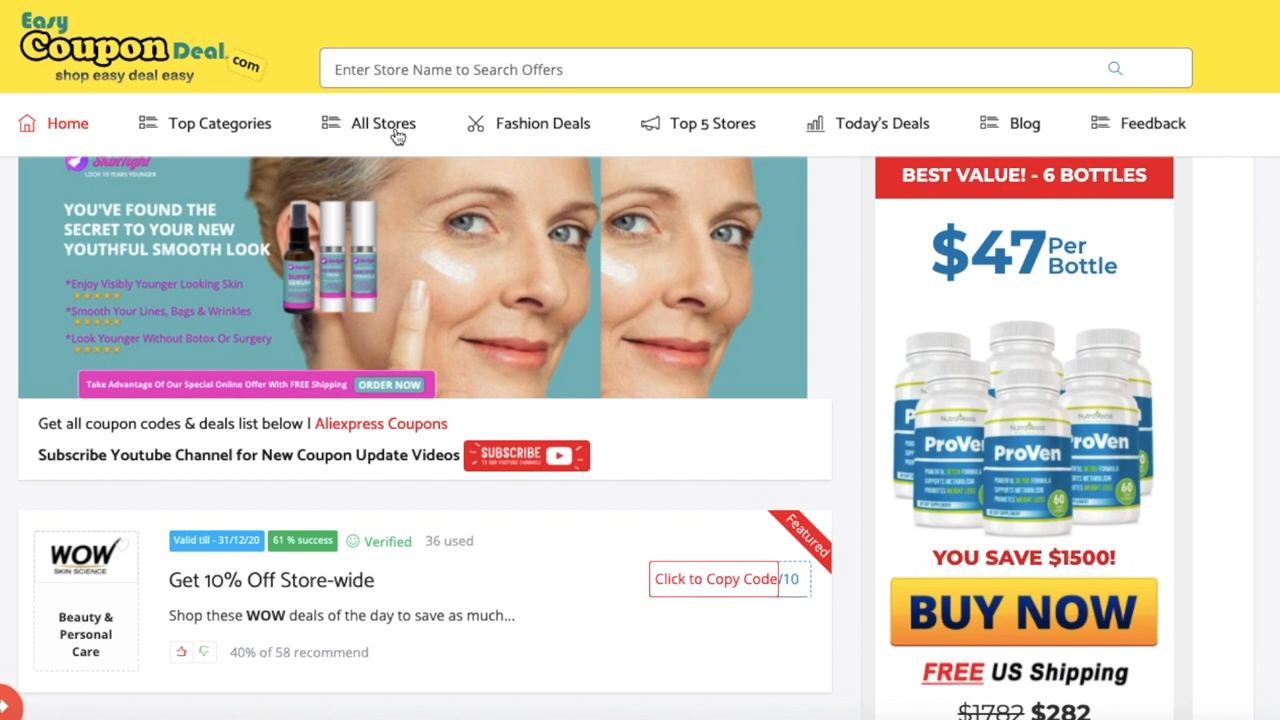 Easy
Coupon Deal.com
shop easy deal easy
Enter Store Name to Search Offers
Home
Top Categories
All Stores
Fashion Deals
Top 5 Stores
Today's Deals
Blog
Feedback
LOOK 10 YEARS YOUNGER
YOU'VE FOUND THE
SECRET TO YOUR NEW
YOUTHFUL SMOOTH LOOK
*Enjoy Visibly Younger Looking Skin
*Smooth Your Lines, Bags & Wrinkles
*Look Younger Without Botox Or Surgery
Take Advantage Of Our Special Online Offer With FREE Shipping ORDER NOW
Get all coupon codes & deals list below | Aliexpress Coupons
Subscribe Youtube Channel for New Coupon Update Videos SUBSCRIBE
WOW
SKIN SCIENCE
Beauty &
Personal
Care
Valid till - 31/12/20 61 % success Verified 36 used
Featured
Get 10% Off Store-wide
Click to Copy Code/10
Shop these WOW deals of the day to save as much...
40% of 58 recommend
BEST VALUE! - 6 BOTTLES
$47 Per
Bottle
ProVen
ProVen
ProVen
60
60
YOU SAVE $1500!
BUY NOW
FREE US Shipping
$1782 $282